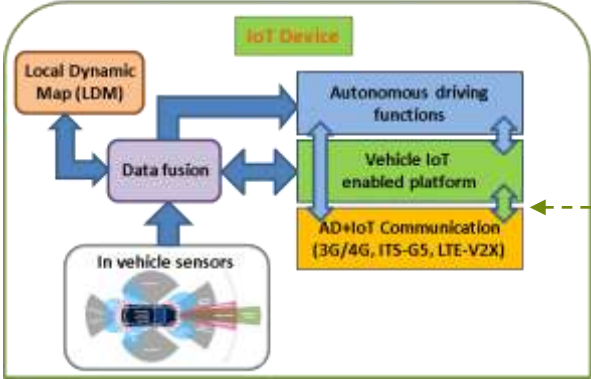 IoT Device
Local Dynamic
Map (LDM)
Autonomous driving
functions
Data fusion
Vehicle IoT
enabled platform
AD+IoT Communication
(3G/4G, ITS-G5, LTE-V2X)
In vehicle sensors